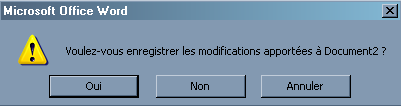 Microsoft Office Word
Voulez-vous enregistrer les modifications apportées à Document2 ?
Oui Non Annuler